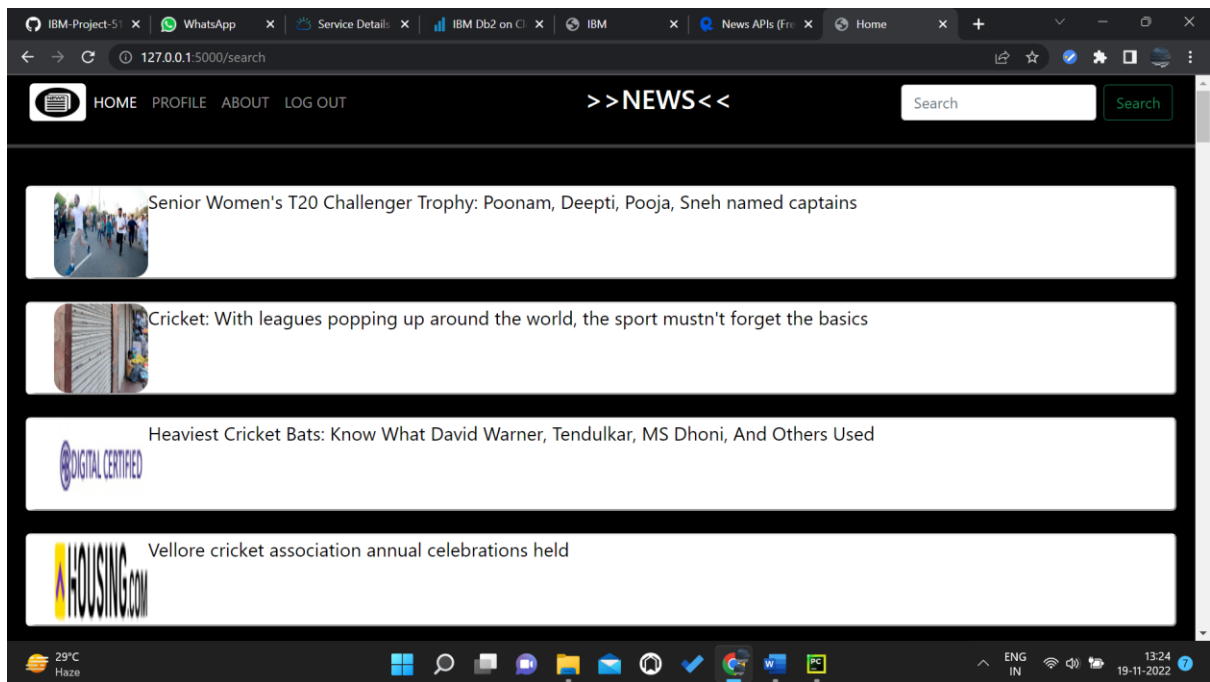 IBM-Project-51
WhatsApp
Service Details
IBM Db2 on Cl
IBM
News APIs (Fre
Home
127.0.0.1:5000/search
NEWS
HOME PROFILE ABOUT LOG OUT
>>NEWS<<
Search
Search
Senior Women's T20 Challenger Trophy: Poonam, Deepti, Pooja, Sneh named captains
Cricket: With leagues popping up around the world, the sport mustn't forget the basics
DIGITAL CERTIFIED
Heaviest Cricket Bats: Know What David Warner, Tendulkar, MS Dhoni, And Others Used
HOUSING.COM
Vellore cricket association annual celebrations held
29°C
Haze
W
PC
ENG
IN
13:24
19-11-2022
7